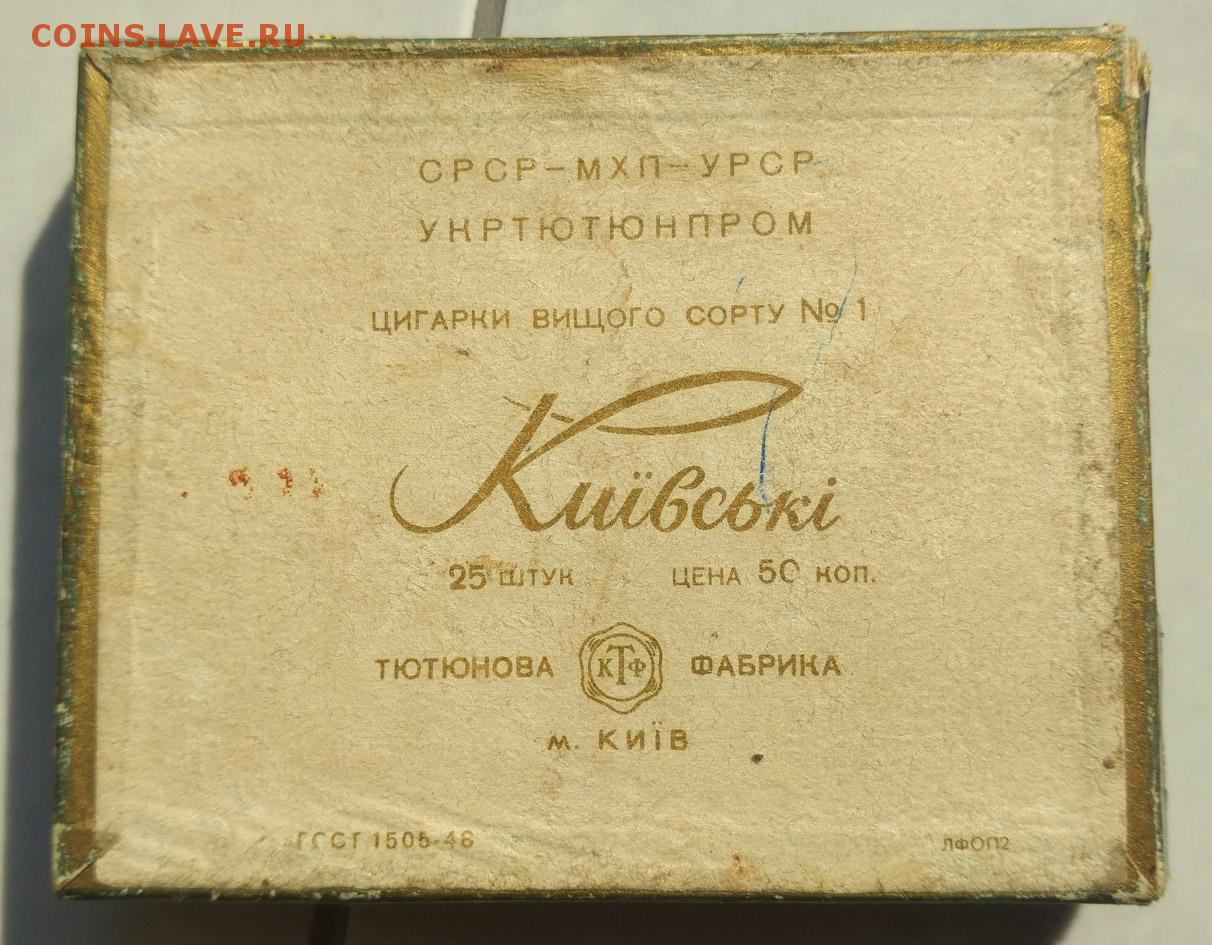 COINS.LAVE.RU
СРСР-МХП-УРСР
УКРТЮТЮНПРОМ
ЦИГАРКИ ВИЩОГО СОРТУ № 1
Київські
25 ШТУК ЦЕНА 50 КОП.
ТЮТЮНОВА КТФ ФАБРИКА
м. КИЇВ
ГОСТ 1505-46 ЛФОП2